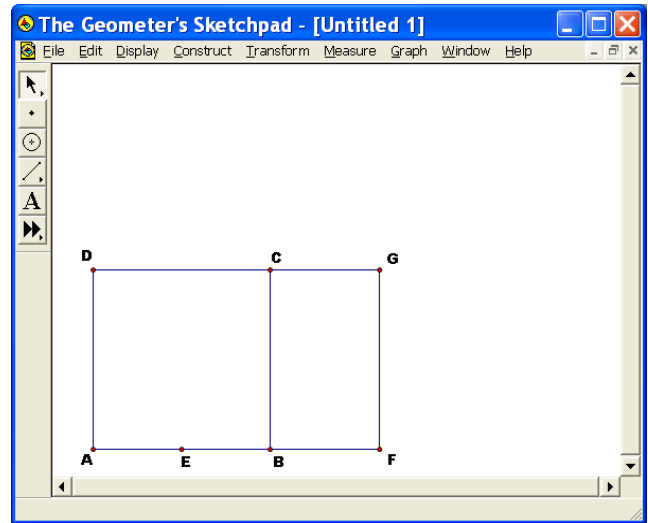 The Geometer's Sketchpad - [Untitled 1]
File Edit Display Construct Transform Measure Graph Window Help
A
D C G
A E B F